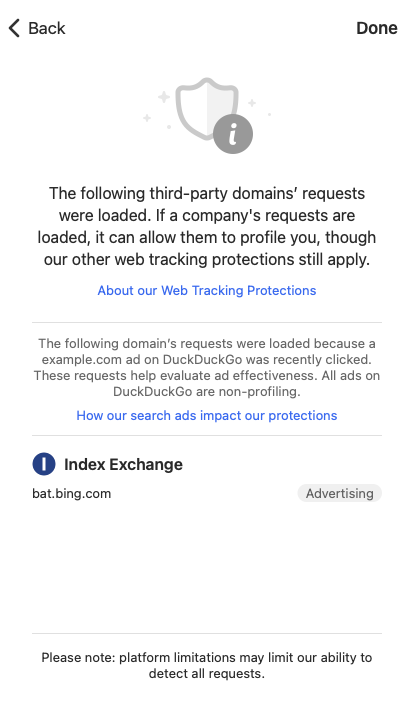 Back
Done
The following third-party domains’ requests
were loaded. If a company's requests are
loaded, it can allow them to profile you, though
our other web tracking protections still apply.
About our Web Tracking Protections
The following domain’s requests were loaded because a
example.com ad on DuckDuckGo was recently clicked.
These requests help evaluate ad effectiveness. All ads on
DuckDuckGo are non-profiling.
How our search ads impact our protections
I Index Exchange
bat.bing.com
Advertising
Please note: platform limitations may limit our ability to
detect all requests.